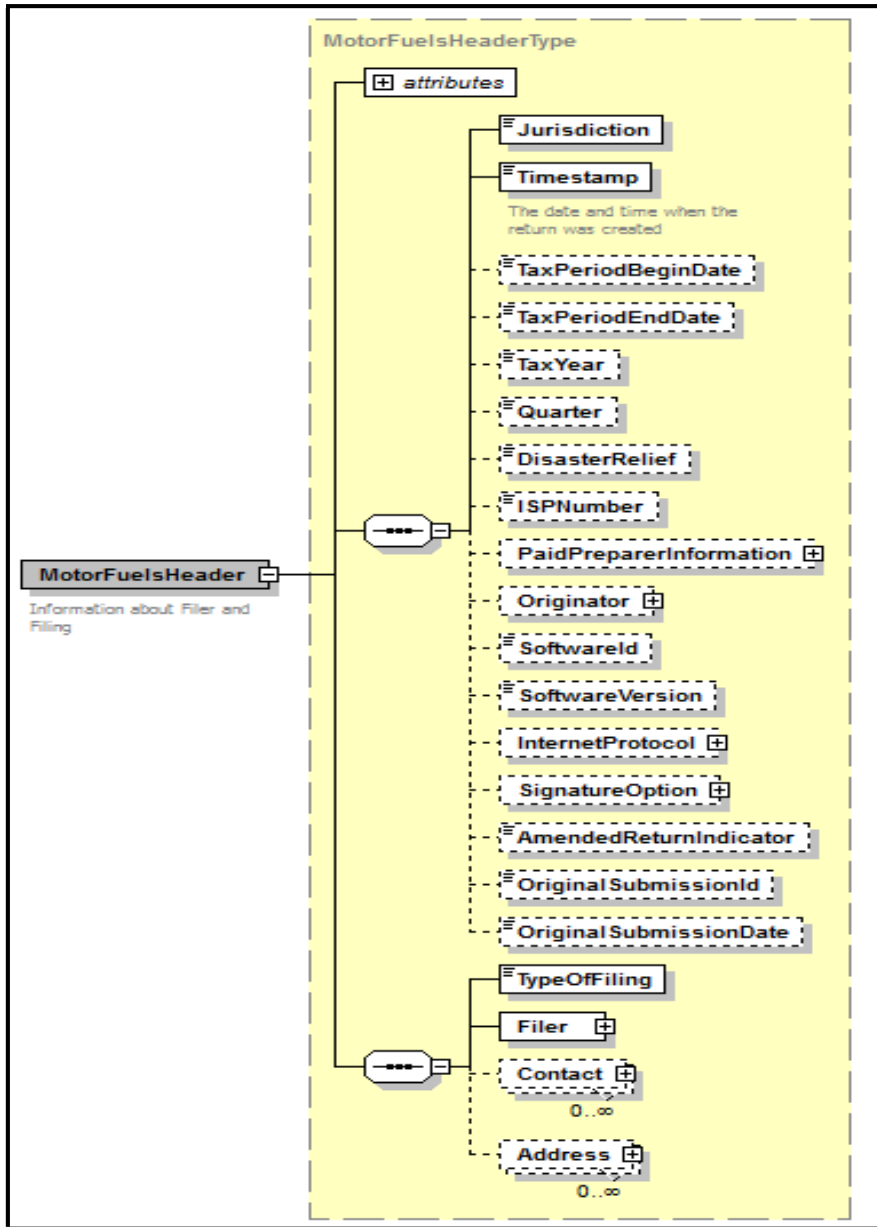 MotorFuelsHeaderType
attributes
Jurisdiction
Timestamp
The date and time when the
return was created
TaxPeriodBeginDate
TaxPeriodEndDate
TaxYear
Quarter
DisasterRelief
ISPNumber
PaidPreparerInformation
Originator
SoftwareId
SoftwareVersion
InternetProtocol
SignatureOption
AmendedReturnIndicator
OriginalSubmissionId
OriginalSubmissionDate
MotorFuelsHeader
Information about Filer and
Filing
TypeOfFiling
Filer
Contact
0..∞
Address
0..∞